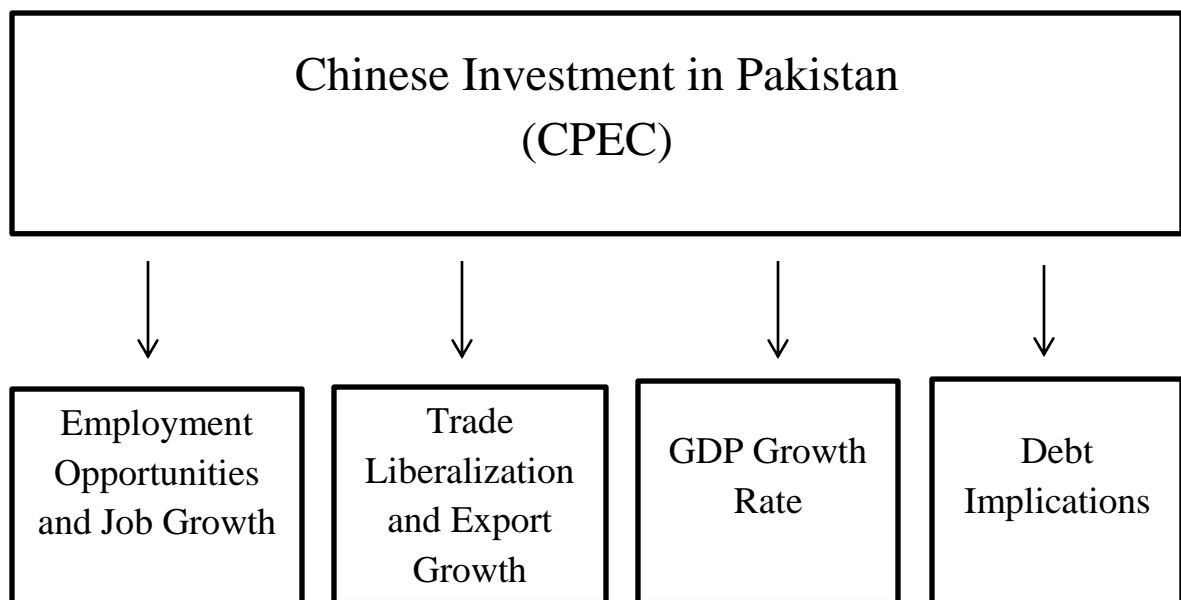 Chinese Investment in Pakistan
(CPEC)
Employment
Opportunities
and Job Growth
Trade
Liberalization
and Export
Growth
GDP Growth
Rate
Debt
Implications